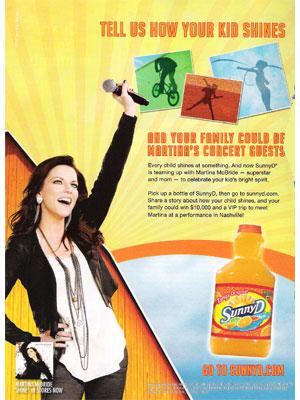 TELL US HOW YOUR KID SHINES
AND YOUR FAMILY COULD BE
MARTINA'S CONCERT GUESTS
Every child shines at something. And now SunnyD®
is teaming up with Martina McBride — superstar
and mom — to celebrate your kid's bright spirit.
Pick up a bottle of SunnyD, then go to sunnyd.com.
Share a story about how your child shines, and your
family could win $10,000 and a VIP trip to meet
Martina at a performance in Nashville!
SunnyD
GO TO SUNNYD.COM
MARTINA MCBRIDE
"SHINE" IN STORES NOW